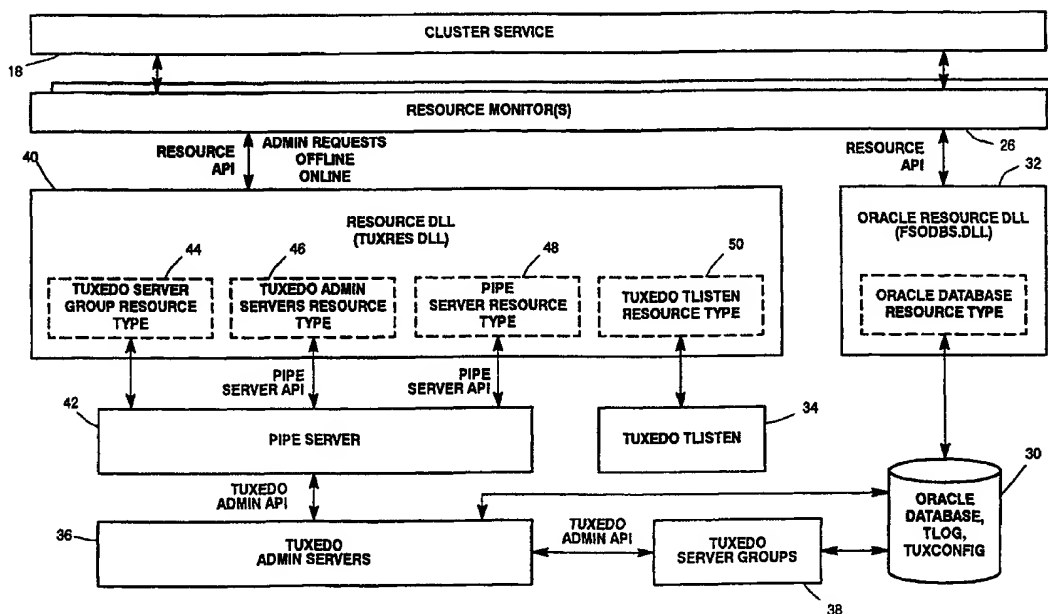 CLUSTER SERVICE
18
RESOURCE MONITOR(S)
26
RESOURCE
API
ADMIN REQUESTS
OFFLINE
ONLINE
RESOURCE
API
40
32
RESOURCE DLL
(TUXRES DLL)
ORACLE RESOURCE DLL
(FSODBS.DLL)
44
46
48
50
TUXEDO SERVER
GROUP RESOURCE
TYPE
TUXEDO ADMIN
SERVERS RESOURCE
TYPE
PIPE
SERVER RESOURCE
TYPE
TUXEDO TLISTEN
RESOURCE TYPE
ORACLE DATABASE
RESOURCE TYPE
PIPE
SERVER API
PIPE
SERVER API
42
PIPE SERVER
34
TUXEDO TLISTEN
30
ORACLE
DATABASE,
TLOG,
TUXCONFIG
TUXEDO
ADMIN API
36
TUXEDO
ADMIN SERVERS
TUXEDO
ADMIN API
TUXEDO
SERVER GROUPS
38